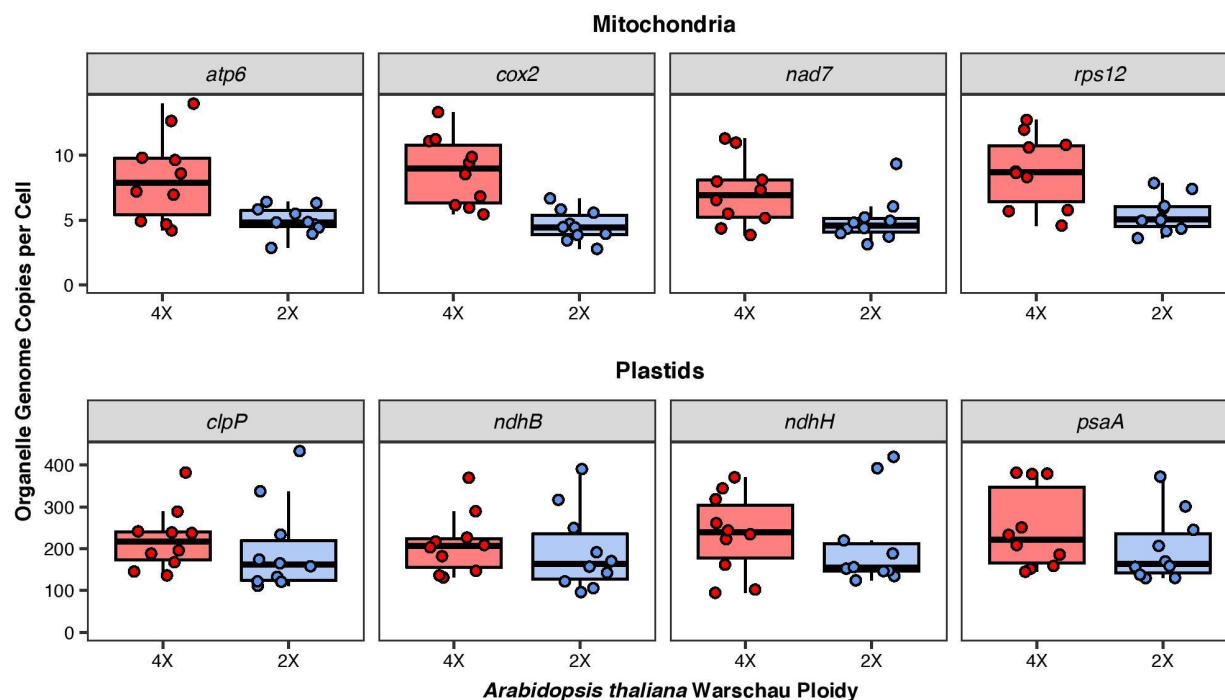 Mitochondria
atp6 cox2 nad7 rps12
10
5
0
4X 2X 4X 2X 4X 2X 4X 2X
Organelle Genome Copies per Cell
Plastids
clpP ndhB ndhH psaA
400
300
200
100
0
4X 2X 4X 2X 4X 2X 4X 2X
Arabidopsis thaliana Warschau Ploidy